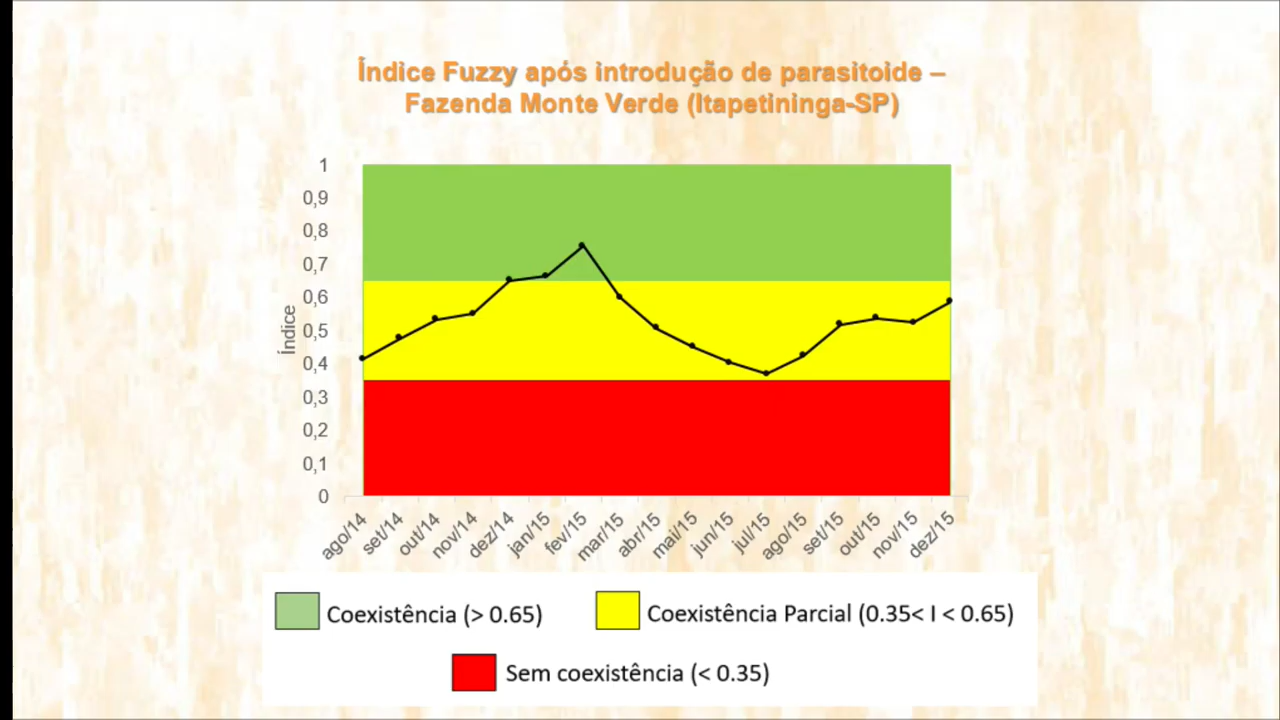 Índice Fuzzy após introdução de parasitoide –
Fazenda Monte Verde (Itapetininga-SP)
1
0,9
0,8
0,7
0,6
0,5
0,4
0,3
0,2
0,1
0
Índice
ago/14
set/14
out/14
nov/14
dez/14
jan/15
fev/15
mar/15
abr/15
mai/15
jun/15
jul/15
ago/15
set/15
out/15
nov/15
dez/15
Coexistência (> 0.65)
Coexistência Parcial (0.35< I < 0.65)
Sem coexistência (< 0.35)